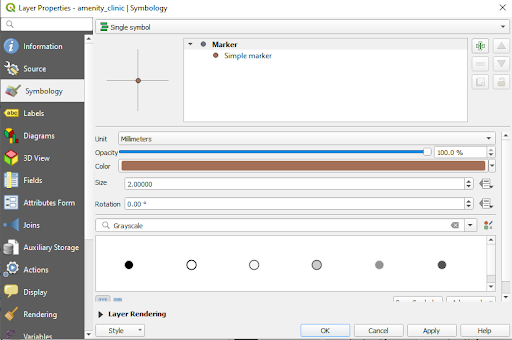 Layer Properties - amenity_clinic | Symbology
Single symbol
Information
Source
Symbology
abc
Labels
Diagrams
3D View
Fields
Attributes Form
Joins
Auxiliary Storage
Actions
Display
Rendering
Variables
Marker
Simple marker
Unit
Millimeters
Opacity
100.0 %
Color
Size
2.00000
Rotation
0.00 °
Grayscale
Layer Rendering
Style
OK
Cancel
Apply
Help